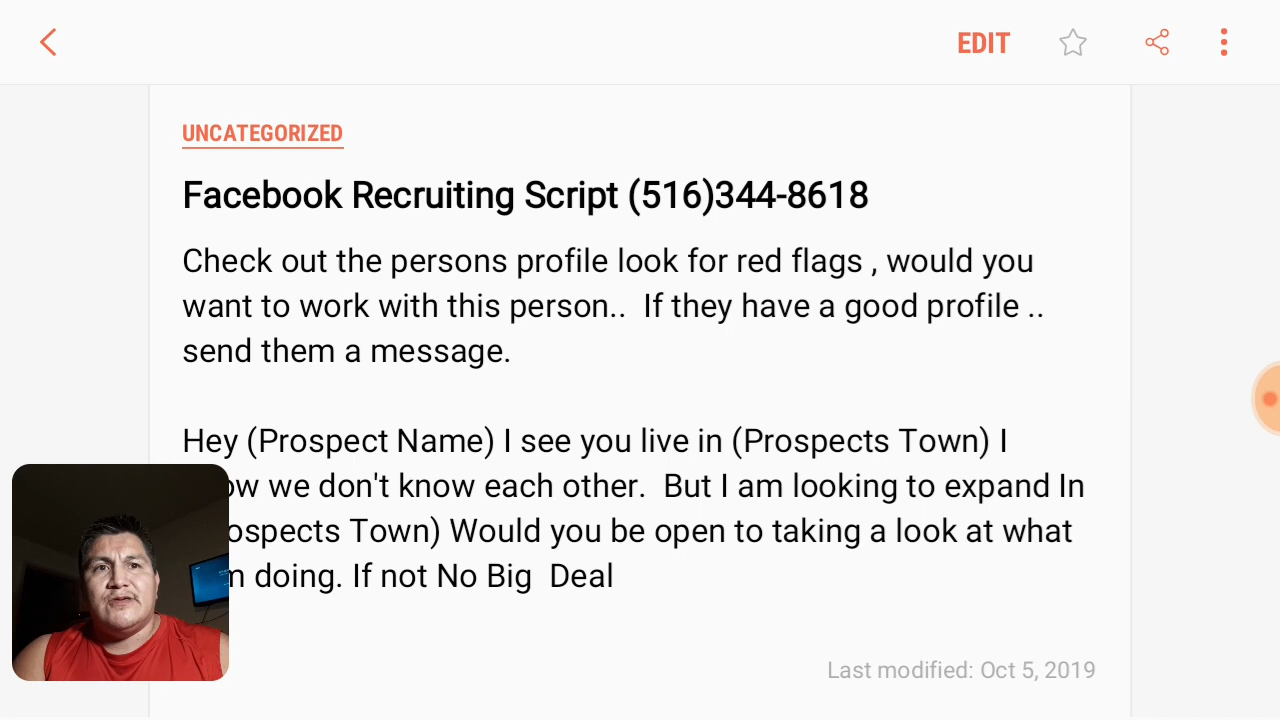 EDIT
UNCATEGORIZED
Facebook Recruiting Script (516)344-8618
Check out the persons profile look for red flags , would you
want to work with this person..  If they have a good profile ..
send them a message.
Hey (Prospect Name) I see you live in (Prospects Town) I
we don't know each other.  But I am looking to expand In
Town) Would you be open to taking a look at what
doing. If not No Big  Deal
Last modified: Oct 5, 2019